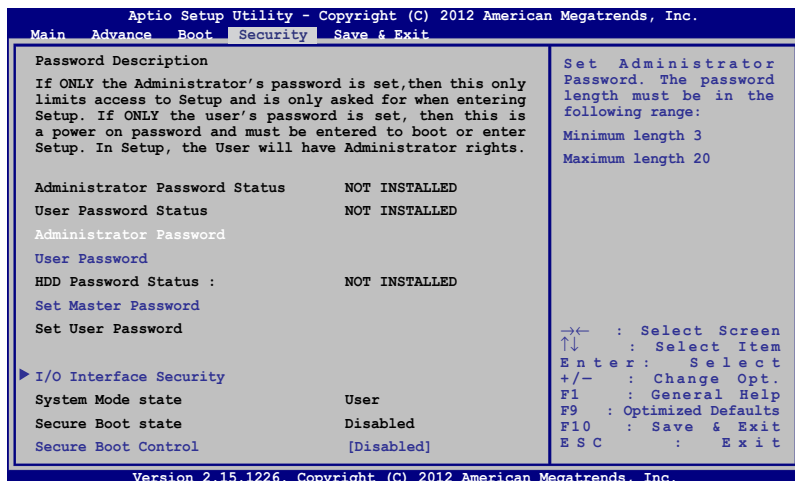 Aptio Setup Utility - Copyright (C) 2012 American Megatrends, Inc.
Main Advance Boot Security Save & Exit
Password Description
If ONLY the Administrator's password is set,then this only
limits access to Setup and is only asked for when entering
Setup. If ONLY the user's password is set, then this is
a power on password and must be entered to boot or enter
Setup. In Setup, the User will have Administrator rights.
Administrator Password Status NOT INSTALLED
User Password Status NOT INSTALLED
Administrator Password
User Password
HDD Password Status : NOT INSTALLED
Set Master Password
Set User Password
I/O Interface Security
System Mode state User
Secure Boot state Disabled
Secure Boot Control [Disabled]
Set Administrator
Password. The password
length must be in the
following range:
Minimum length 3
Maximum length 20
→← : Select Screen
↑↓ : Select Item
Enter: Select
+/— : Change Opt.
F1 : General Help
F9 : Optimized Defaults
F10 : Save & Exit
ESC : Exit
Version 2.15.1226. Copyright (C) 2012 American Megatrends, Inc.